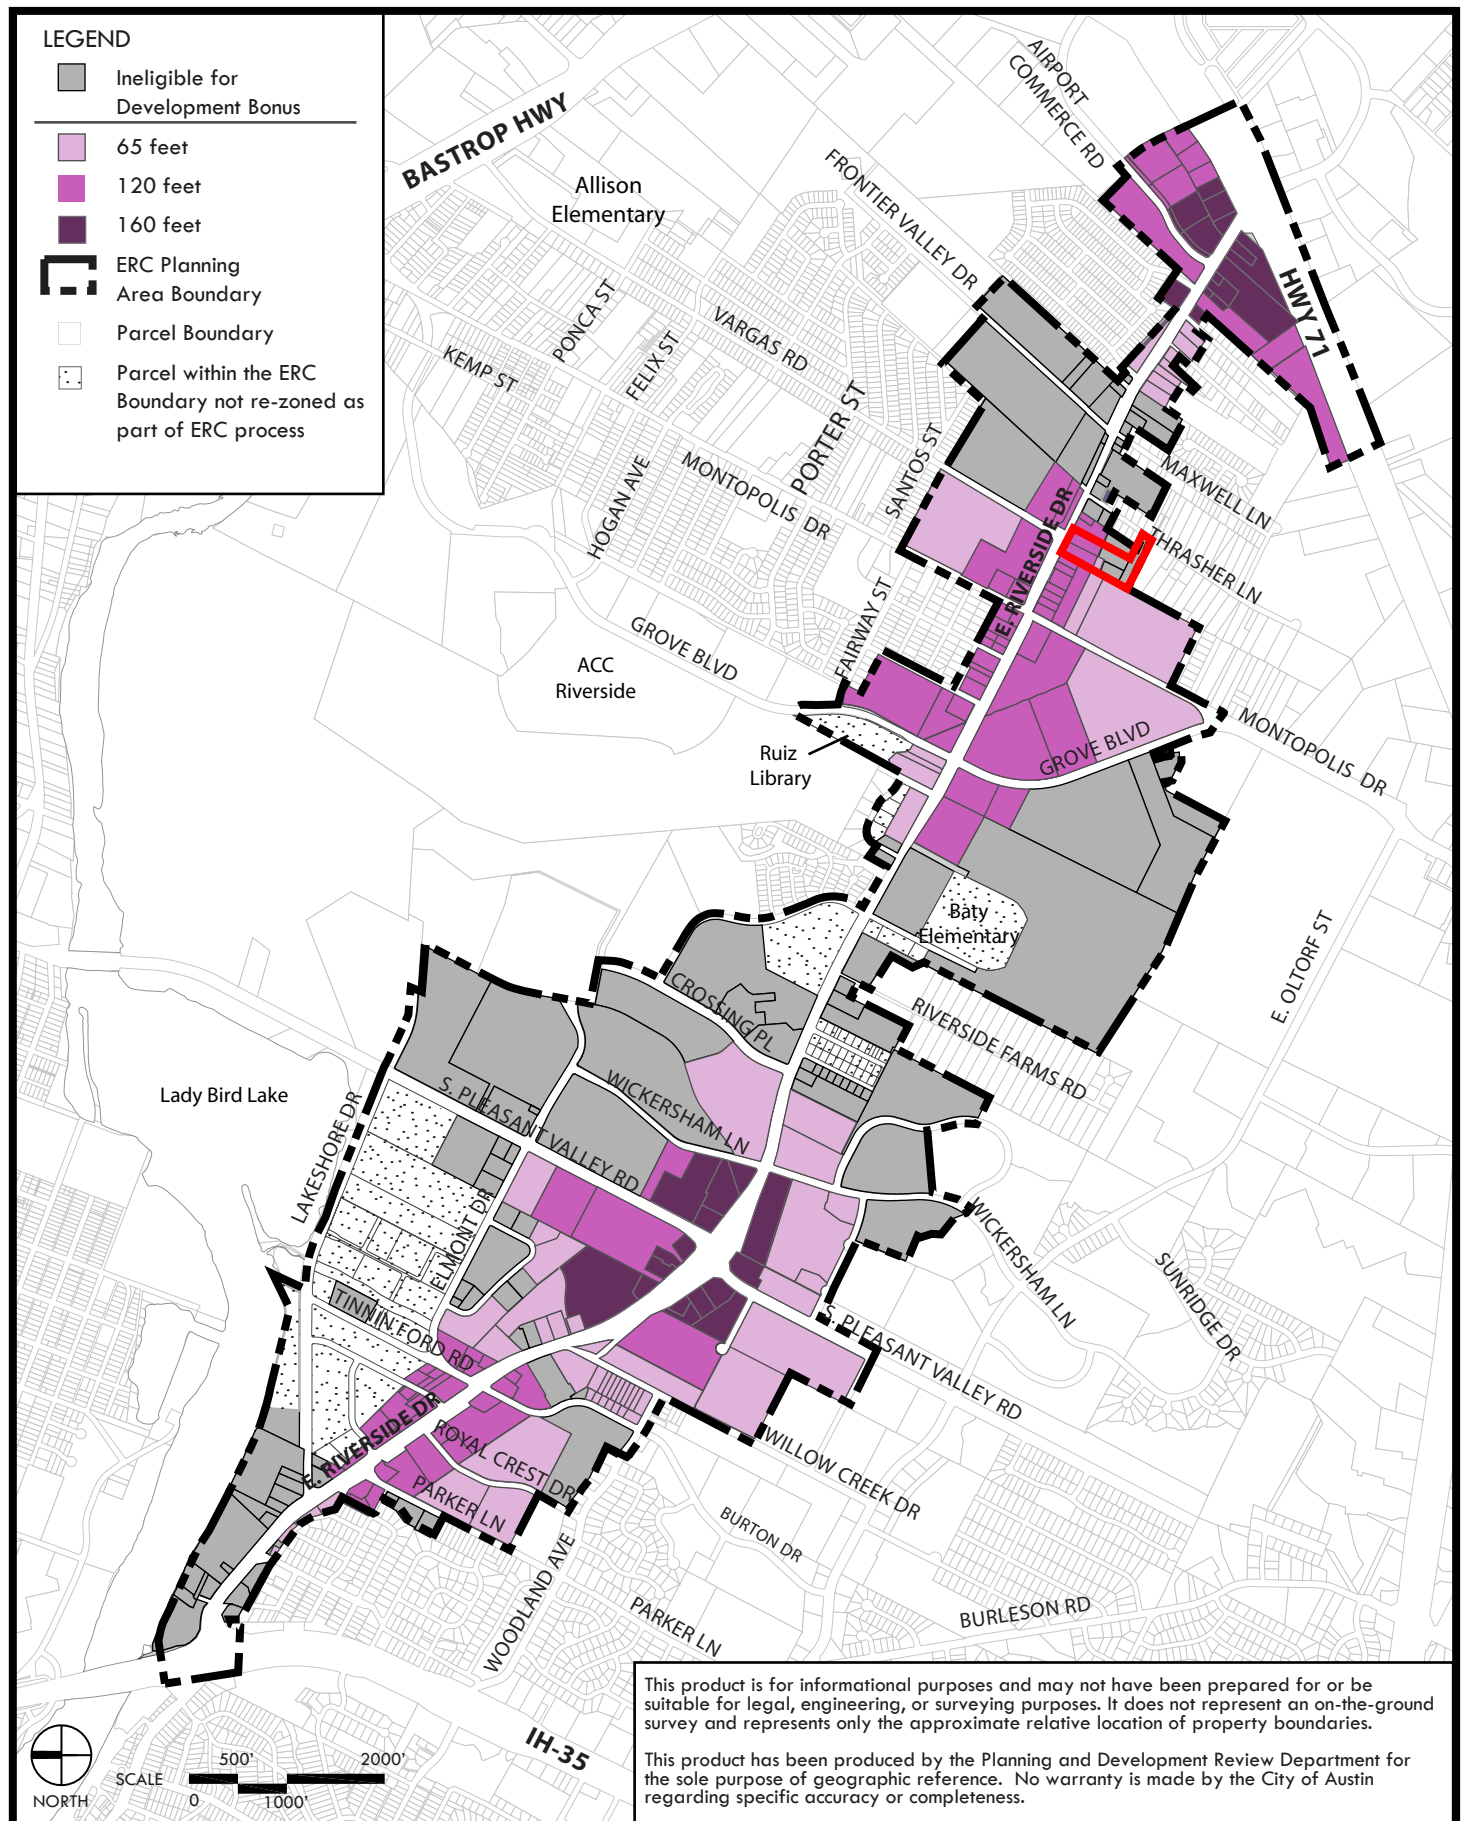 LEGEND
Ineligible for
Development Bonus
65 feet
120 feet
160 feet
ERC Planning
Area Boundary
Parcel Boundary
Parcel within the ERC
Boundary not re-zoned as
part of ERC process
BASTROP HWY
Allison
Elementary
AIRPORT
COMMERCE RD
FRONTIER VALLEY DR
HWY 71
PONCA ST
VARGAS RD
KEMP ST
FELIX ST
PORTER ST
SANTOS ST
MONTOPOLIS DR
HOGAN AVE
MAXWELL LN
THRASHER LN
E. RIVERSIDE DR
FAIRWAY ST
GROVE BLVD
ACC
Riverside
Ruiz
Library
GROVE BLVD
MONTOPOLIS DR
Baty
Elementary
E. OLTORF ST
CROSSING PL
RIVERSIDE FARMS RD
Lady Bird Lake
LAKESHORE DR
S. PLEASANT VALLEY RD
WICKERSHAM LN
ELMONT DR
WICKERSHAM LN
SUNRIDGE DR
TINNIN FORD RD
S. PLEASANT VALLEY RD
E. RIVERSIDE DR
ROYAL CREST DR
PARKER LN
WILLOW CREEK DR
BURTON DR
WOODLAND AVE
PARKER LN
BURLESON RD
IH-35
NORTH
SCALE
500'
2000'
0
1000'
This product is for informational purposes and may not have been prepared for or be
suitable for legal, engineering, or surveying purposes. It does not represent an on-the-ground
survey and represents only the approximate relative location of property boundaries.
This product has been produced by the Planning and Development Review Department for
the sole purpose of geographic reference. No warranty is made by the City of Austin
regarding specific accuracy or completeness.